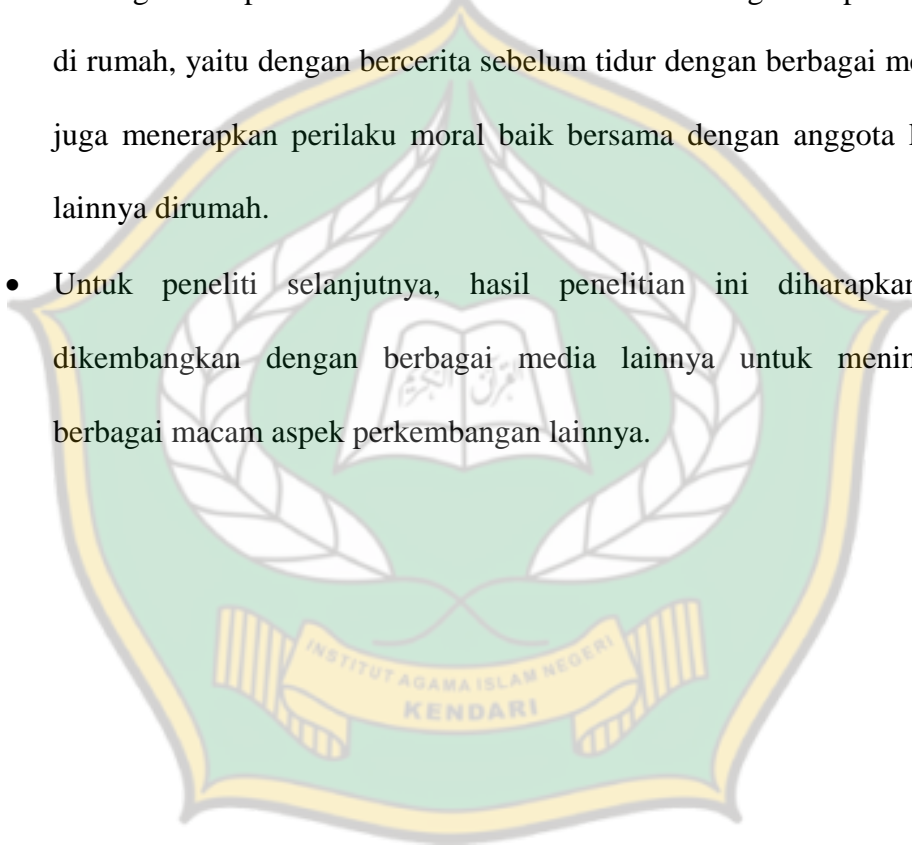 di rumah, yaitu dengan bercerita sebelum tidur dengan berbagai
juga menerapkan perilaku moral baik bersama dengan anggota
lainnya dirumah.
• Untuk peneliti selanjutnya, hasil penelitian ini diharapkan
dikembangkan dengan berbagai media lainnya untuk
berbagai macam aspek perkembangan lainnya.
INSTITUT AGAMA ISLAM NEGERI
KENDARI